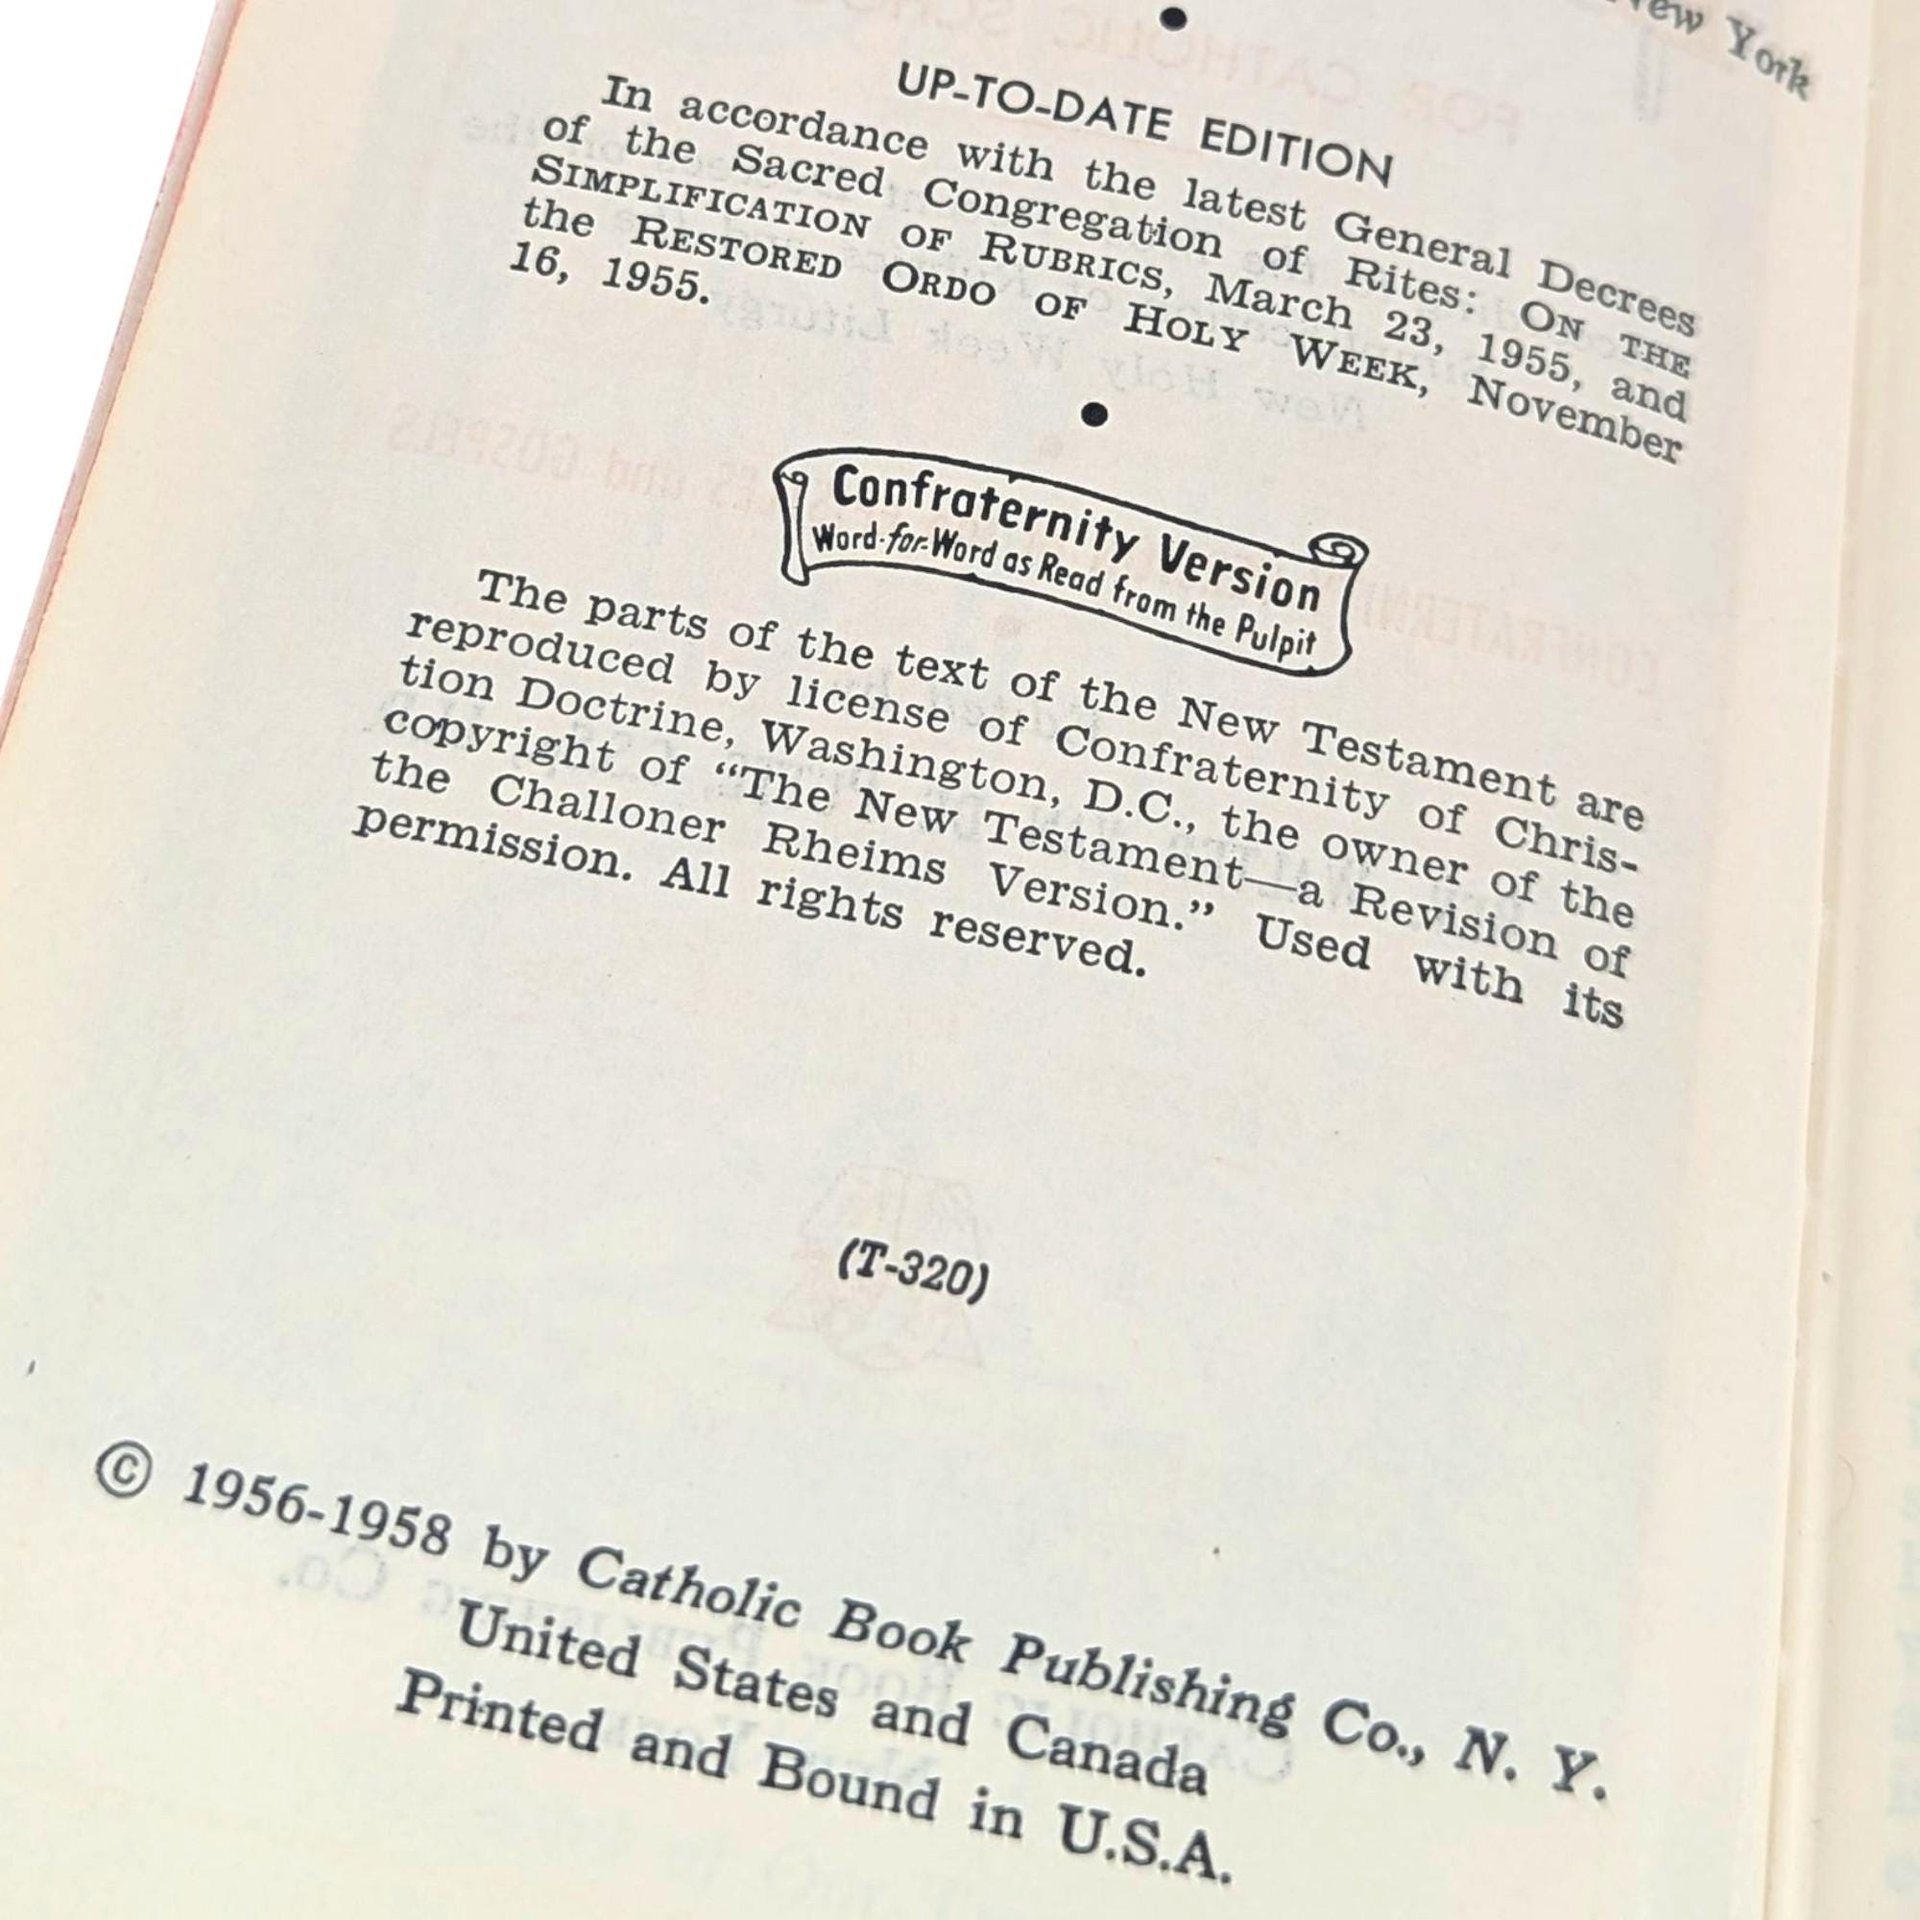 New York
•
UP-TO-DATE EDITION
In accordance with the latest General Decrees
of the Sacred Congregation of Rites: ON THE
SIMPLIFICATION OF RUBRICS, March 23, 1955, and
the RESTORED ORDO OF HOLY WEEK, November
16, 1955.
•
Confraternity Version
Word-for-Word as Read from the Pulpit
The parts of the text of the New Testament are
reproduced by license of Confraternity of Chris-
tion Doctrine, Washington, D.C., the owner of the
copyright of “The New Testament—a Revision of
the Challoner Rheims Version.” Used with its
permission. All rights reserved.
(T-320)
© 1956-1958 by Catholic Book Publishing Co., N. Y.
United States and Canada
Printed and Bound in U.S.A.